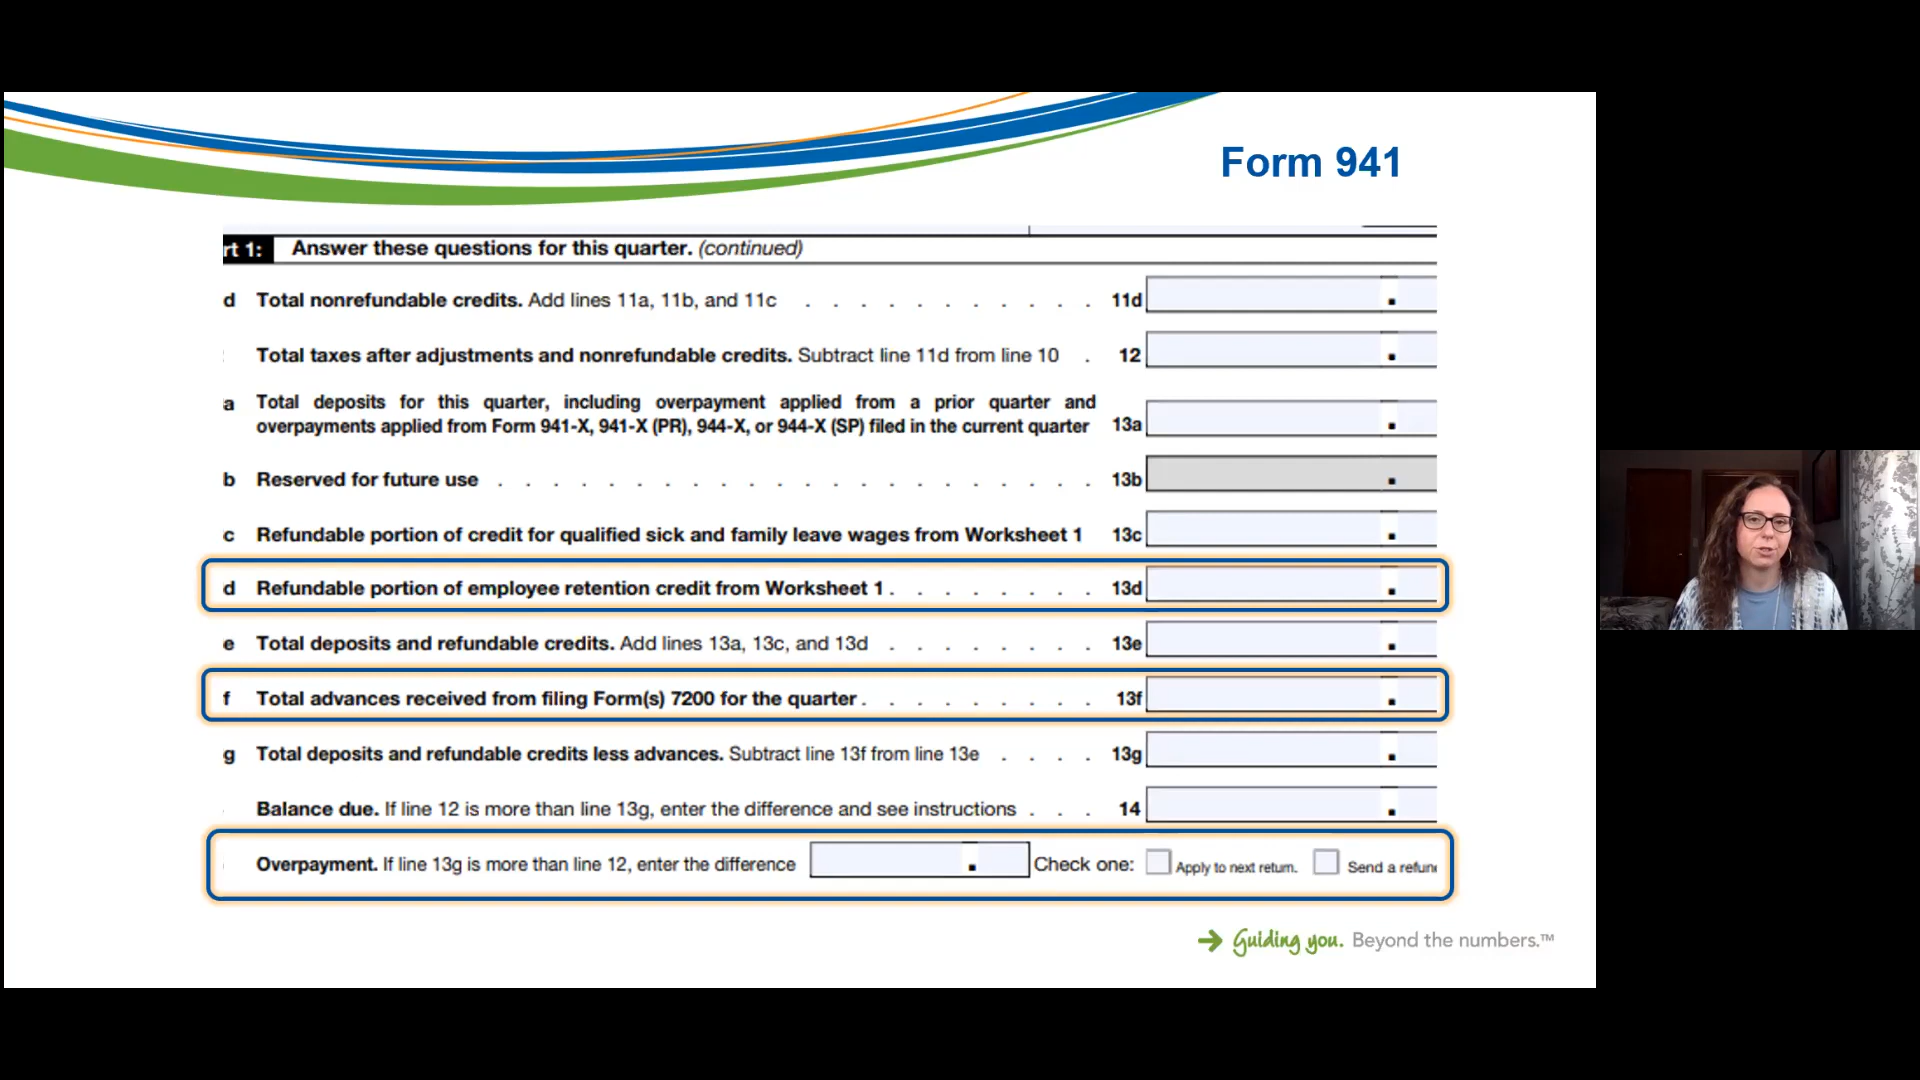 Form 941
rt 1: Answer these questions for this quarter. (continued)
d Total nonrefundable credits. Add lines 11a, 11b, and 11c . . . . . . . . . . . 11d .
Total taxes after adjustments and nonrefundable credits. Subtract line 11d from line 10 . 12 .
a Total deposits for this quarter, including overpayment applied from a prior quarter and
overpayments applied from Form 941-X, 941-X (PR), 944-X, or 944-X (SP) filed in the current quarter 13a .
b Reserved for future use . . . . . . . . . . . . . . . . . . . . . . 13b .
c Refundable portion of credit for qualified sick and family leave wages from Worksheet 1 13c .
d Refundable portion of employee retention credit from Worksheet 1 . . . . . . . . 13d .
e Total deposits and refundable credits. Add lines 13a, 13c, and 13d . . . . . . . . 13e .
f Total advances received from filing Form(s) 7200 for the quarter . . . . . . . . . 13f .
g Total deposits and refundable credits less advances. Subtract line 13f from line 13e . . . . 13g .
Balance due. If line 12 is more than line 13g, enter the difference and see instructions . . . 14 .
Overpayment. If line 13g is more than line 12, enter the difference . Check one: Apply to next return. Send a refun
Guiding you. Beyond the numbers.™